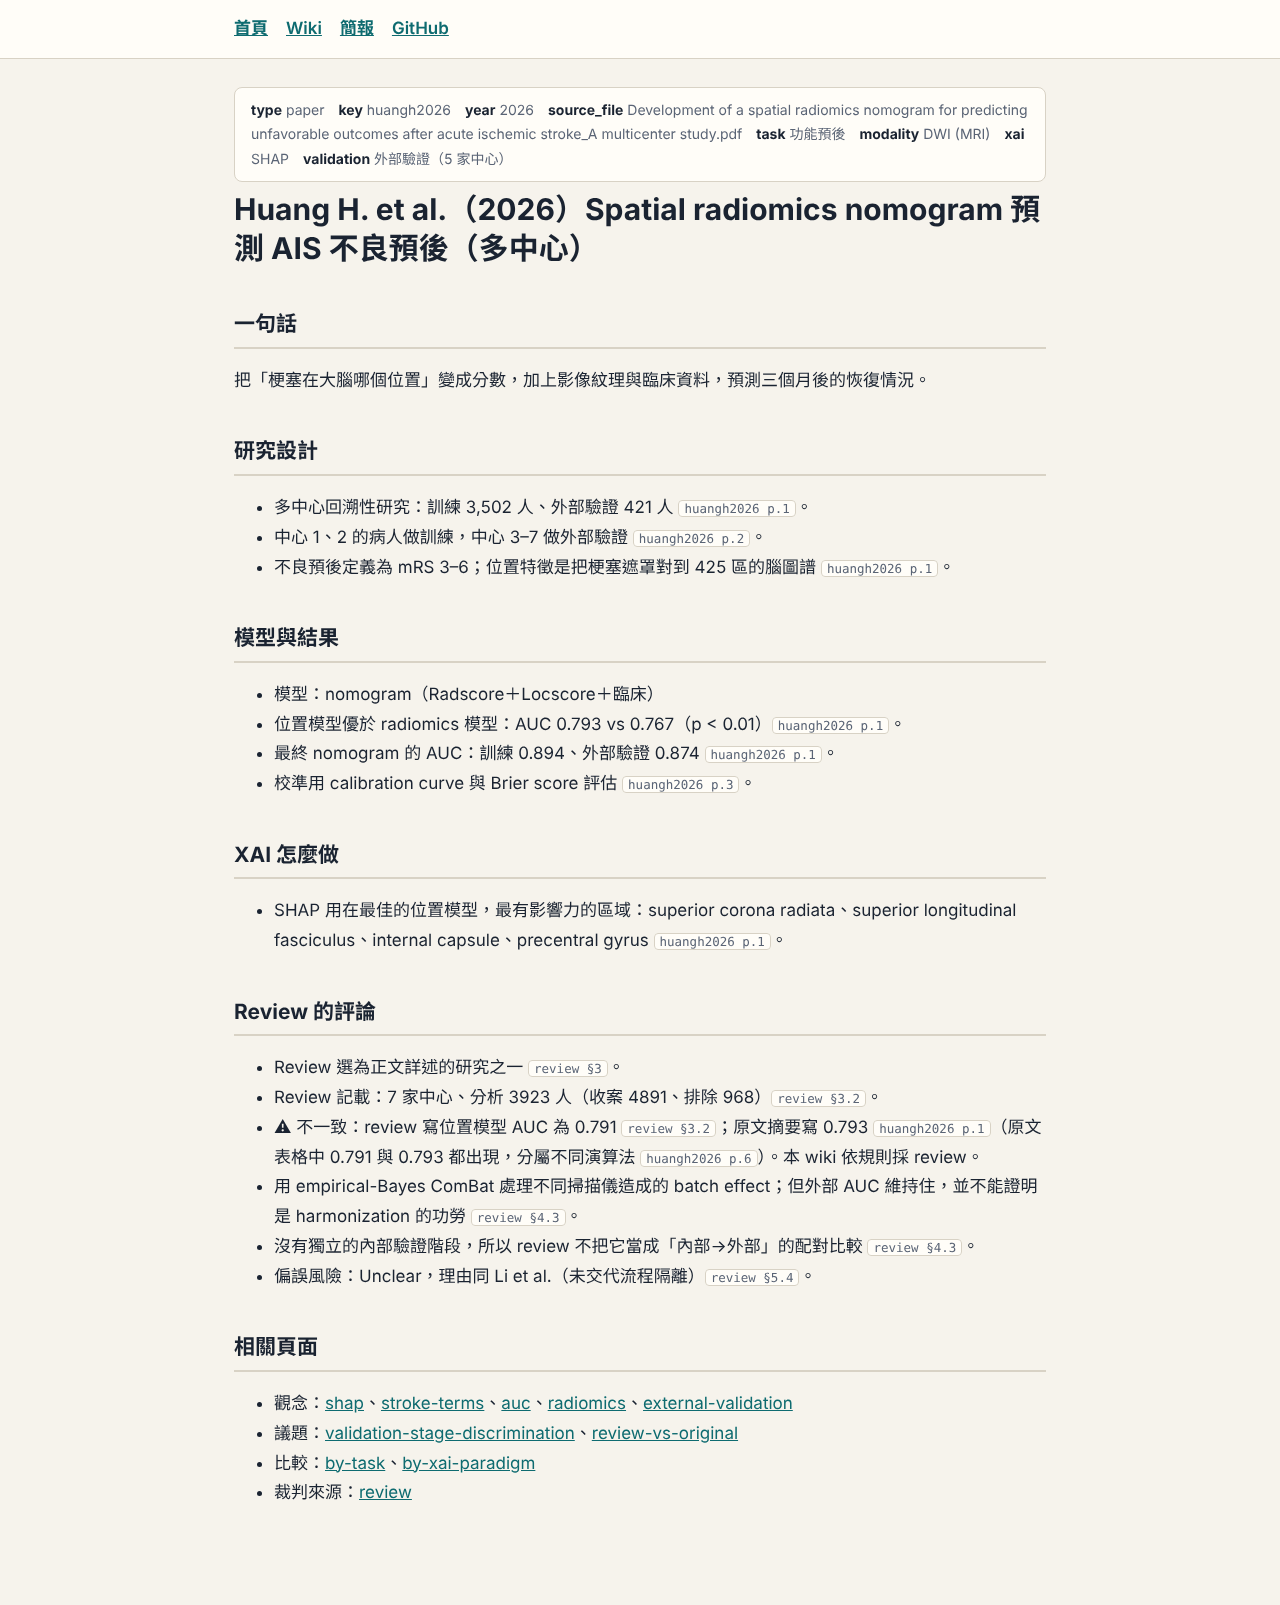 首頁 Wiki 簡報 GitHub
type paper key huangh2026 year 2026 source_file Development of a spatial radiomics nomogram for predicting
unfavorable outcomes after acute ischemic stroke_A multicenter study.pdf task 功能預後 modality DWI (MRI) xai
SHAP validation 外部驗證（5 家中心）
Huang H. et al.（2026）Spatial radiomics nomogram 預
測 AIS 不良預後（多中心）
一句話
把「梗塞在大腦哪個位置」變成分數，加上影像紋理與臨床資料，預測三個月後的恢復情況。
研究設計
• 多中心回溯性研究：訓練 3,502 人、外部驗證 421 人 huangh2026 p.1 。
• 中心 1、2 的病人做訓練，中心 3–7 做外部驗證 huangh2026 p.2 。
• 不良預後定義為 mRS 3–6；位置特徵是把梗塞遮罩對到 425 區的腦圖譜 huangh2026 p.1 。
模型與結果
• 模型：nomogram（Radscore＋Locscore＋臨床）
• 位置模型優於 radiomics 模型：AUC 0.793 vs 0.767（p < 0.01） huangh2026 p.1 。
• 最終 nomogram 的 AUC：訓練 0.894、外部驗證 0.874 huangh2026 p.1 。
• 校準用 calibration curve 與 Brier score 評估 huangh2026 p.3 。
XAI 怎麼做
• SHAP 用在最佳的位置模型，最有影響力的區域：superior corona radiata、superior longitudinal
fasciculus、internal capsule、precentral gyrus huangh2026 p.1 。
Review 的評論
• Review 選為正文詳述的研究之一 review §3 。
• Review 記載：7 家中心、分析 3923 人（收案 4891、排除 968） review §3.2 。
• ⚠ 不一致：review 寫位置模型 AUC 為 0.791 review §3.2 ；原文摘要寫 0.793 huangh2026 p.1 （原文
表格中 0.791 與 0.793 都出現，分屬不同演算法 huangh2026 p.6 ）。本 wiki 依規則採 review。
• 用 empirical-Bayes ComBat 處理不同掃描儀造成的 batch effect；但外部 AUC 維持住，並不能證明
是 harmonization 的功勞 review §4.3 。
• 沒有獨立的內部驗證階段，所以 review 不把它當成「內部→外部」的配對比較 review §4.3 。
• 偏誤風險：Unclear，理由同 Li et al.（未交代流程隔離） review §5.4 。
相關頁面
• 觀念：shap、stroke-terms、auc、radiomics、external-validation
• 議題：validation-stage-discrimination、review-vs-original
• 比較：by-task、by-xai-paradigm
• 裁判來源：review